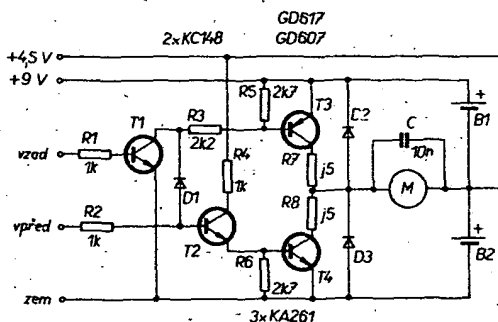 GD617
2xKC148 GD607
+4,5 V
+9 V
R5
2k7
T3
D2
C
10n
+
B1
T1
R3
2k2
R1
1k
vzad
D1
R4
1k
R7
j5
M
R2
1k
vpřed
T2
R8
j5
+
B2
R6
2k7
T4
D3
zem
3xKA261